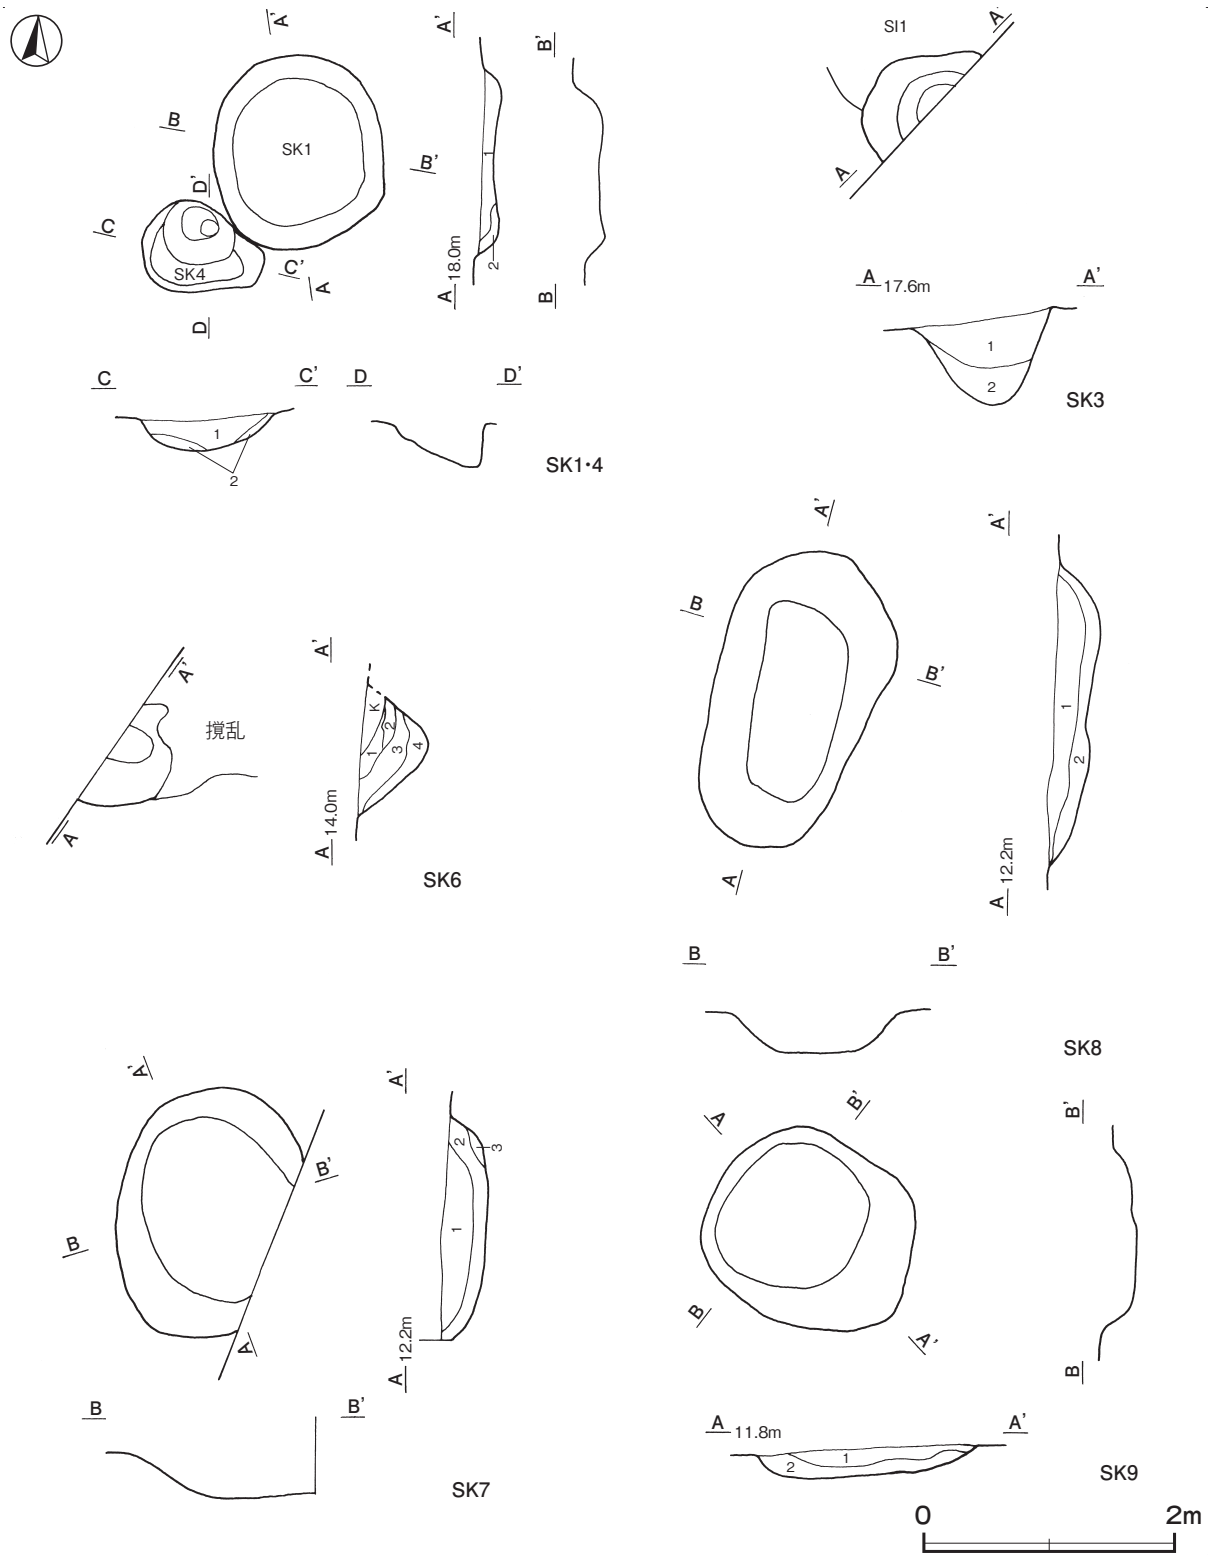 A'
B
SK1
B'
D'
C
SK4
C'
A
D
A'
B'
1
2
A 18.0m
B
C
C'
D
D'
1
2
SK1・4
SI1
A'
A
A 17.6m
A'
1
2
SK3
A'
撹乱
A
A'
K
1
2
3
4
A 14.0m
SK6
A'
B
B'
A
A'
1
2
A 12.2m
B
B'
SK8
A'
B'
B
A
A'
2
3
1
A 12.2m
B
B'
SK7
A
B'
B
A'
B'
B
A 11.8m
A'
1
2
SK9
0
2m